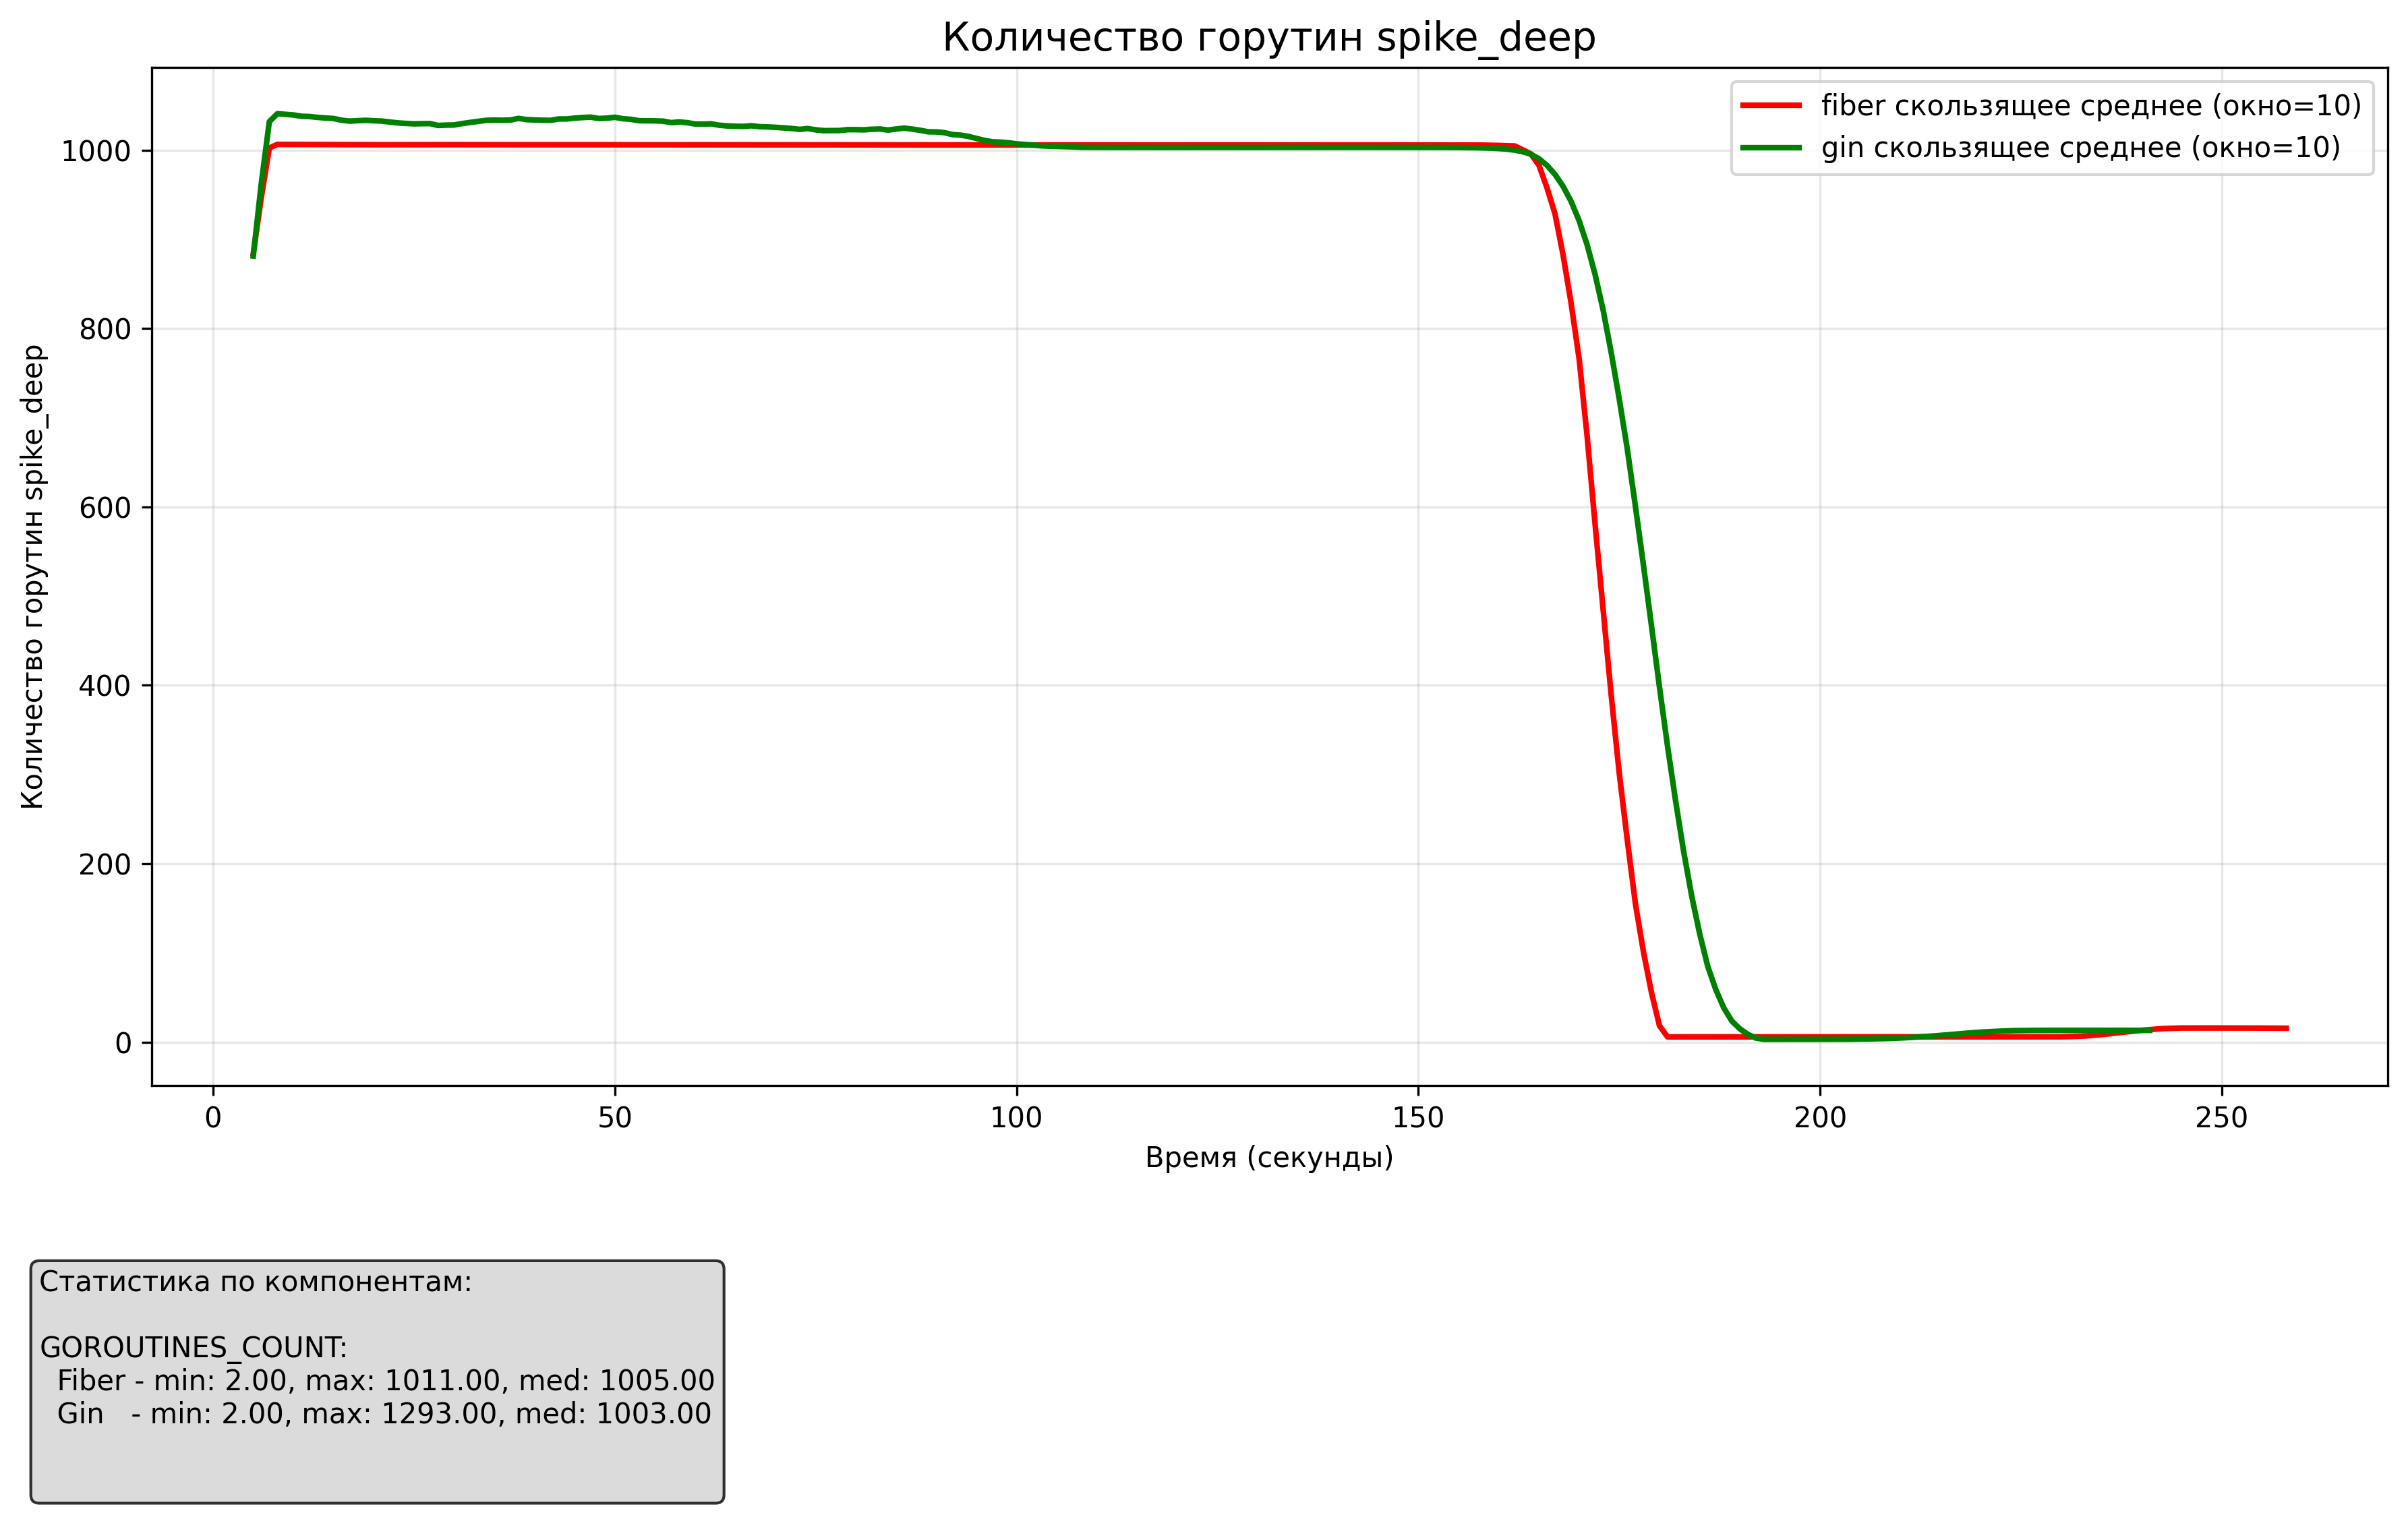 Количество горутин spike_deep
fiber скользящее среднее (окно=10)
gin скользящее среднее (окно=10)
Количество горутин spike_deep
1000
800
600
400
200
0
0 50 100 150 200 250
Время (секунды)
Статистика по компонентам:
GOROUTINES_COUNT:
Fiber - min: 2.00, max: 1011.00, med: 1005.00
Gin - min: 2.00, max: 1293.00, med: 1003.00